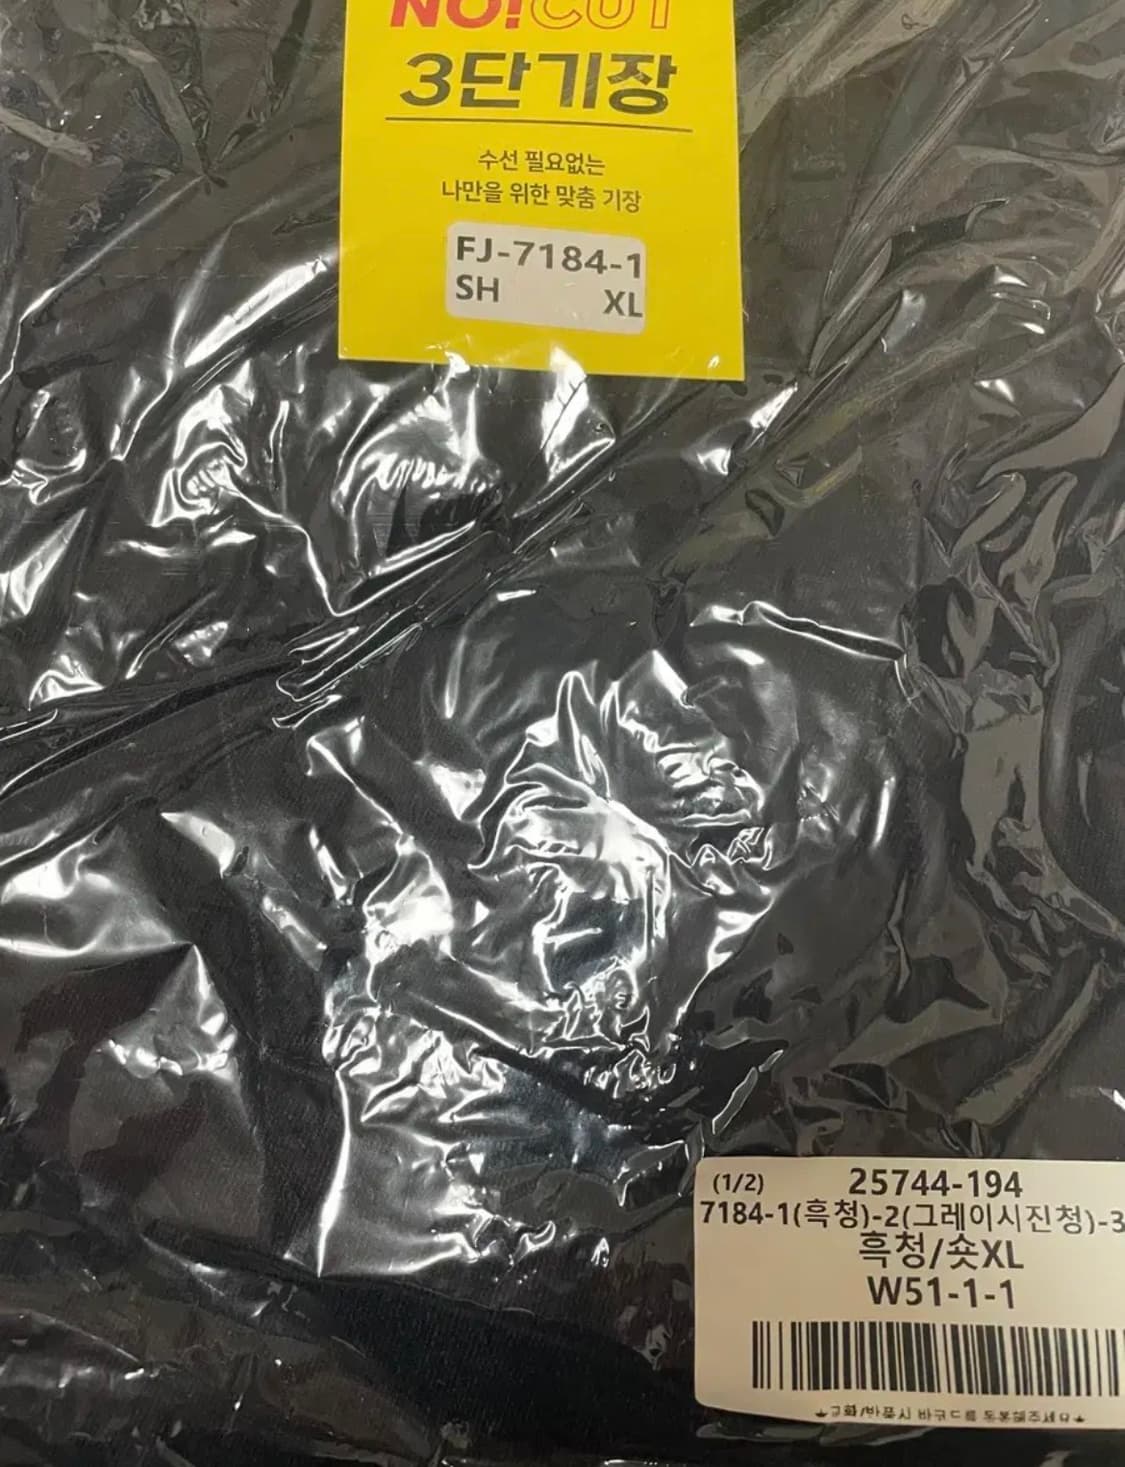 NO!CUT
3단기장
수선 필요없는
나만을 위한 맞춤 기장
FJ-7184-1
SH XL
(1/2) 25744-194
7184-1(흑청)-2(그레이시진청)-3
흑청/숏XL
W51-1-1